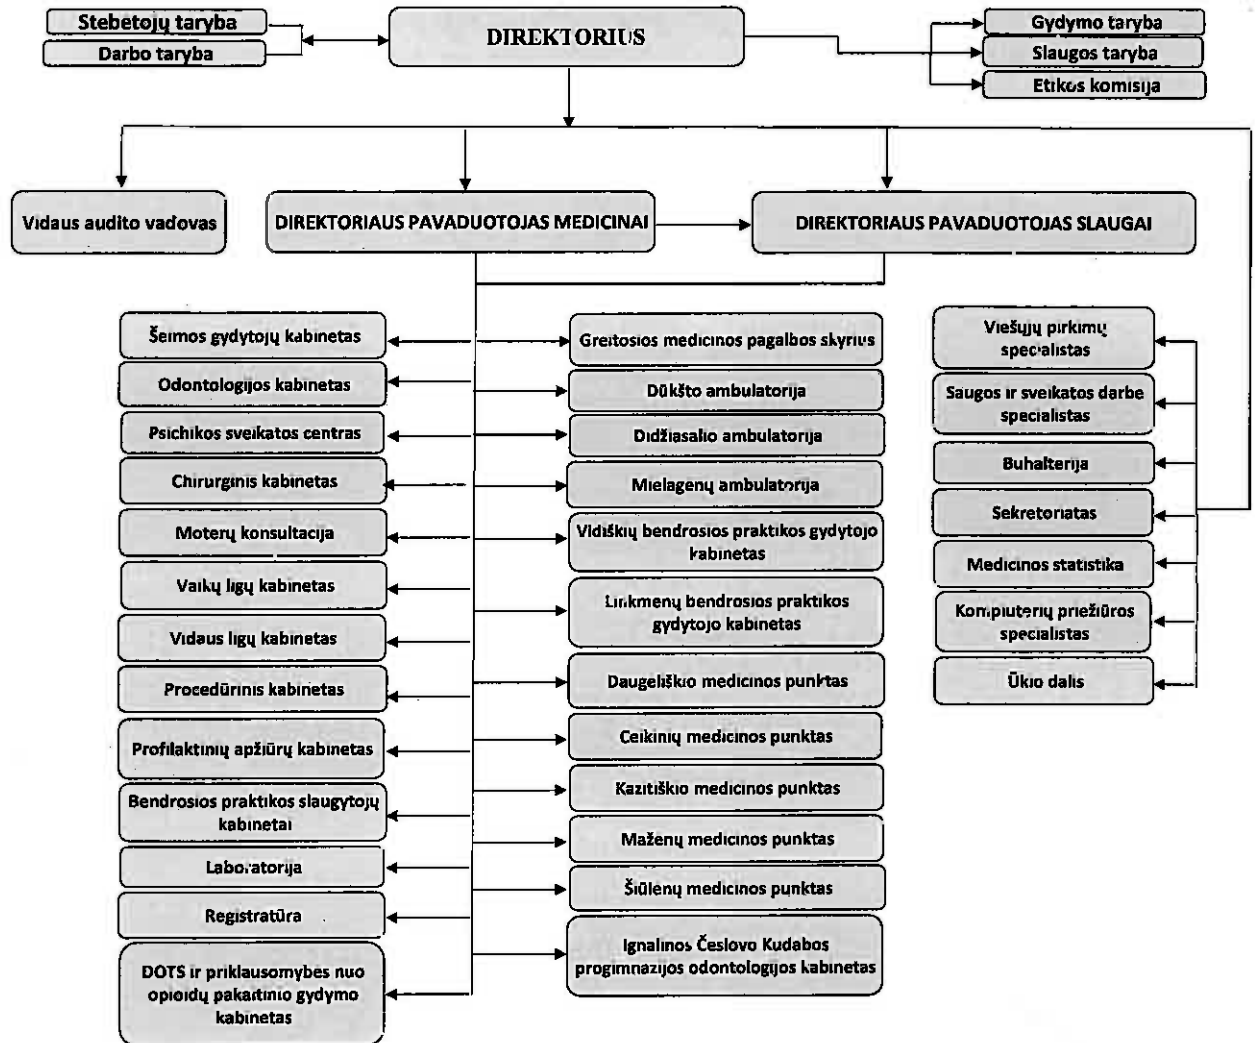 Stebėtojų taryba
Darbo taryba
DIREKTORIUS
Gydymo taryba
Slaugos taryba
Etikos komisija
Vidaus audito vadovas
DIREKTORIAUS PAVADUOTOJAS MEDICINAI
DIREKTORIAUS PAVADUOTOJAS SLAUGAI
Šeimos gydytojų kabinetas
Odontologijos kabinetas
Psichikos sveikatos centras
Chirurginis kabinetas
Moterų konsultacija
Vaikų ligų kabinetas
Vidaus ligų kabinetas
Procedūrinis kabinetas
Profilaktinių apžiūrų kabinetas
Bendrosios praktikos slaugytojų
kabinetai
Laboratorija
Registratūra
DOTS ir priklausomybės nuo
opioidų pakaitinio gydymo
kabinetas
Greitosios medicinos pagalbos skyrius
Dūkšto ambulatorija
Didžiasalio ambulatorija
Mielagėnų ambulatorija
Vidiškių bendrosios praktikos gydytojo
kabinetas
Linkmenų bendrosios praktikos
gydytojo kabinetas
Daugėliškio medicinos punktas
Ceikinių medicinos punktas
Kazitiškio medicinos punktas
Mažėnų medicinos punktas
Šiūlėnų medicinos punktas
Ignalinos Česlovo Kudabos
progimnazijos odontologijos kabinetas
Viešųjų pirkimų
specialistas
Saugos ir sveikatos darbe
specialistas
Buhalterija
Sekretoriatas
Medicinos statistika
Kompiuterių priežiūros
specialistas
Ūkio dalis